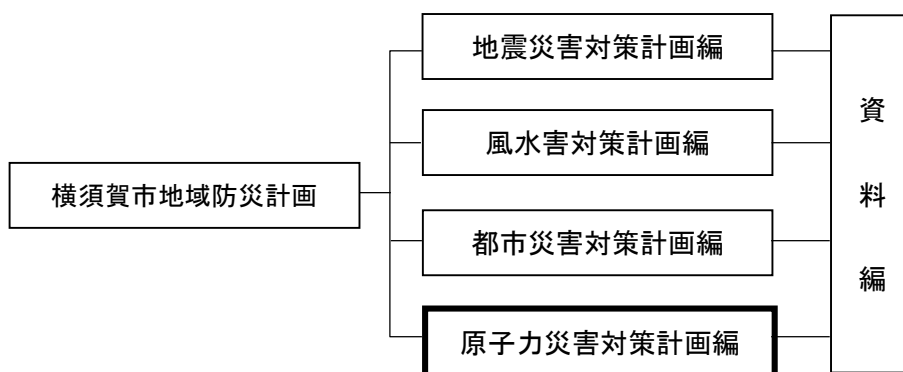 横須賀市地域防災計画
地震災害対策計画編
風水害対策計画編
都市災害対策計画編
原子力災害対策計画編
資料編